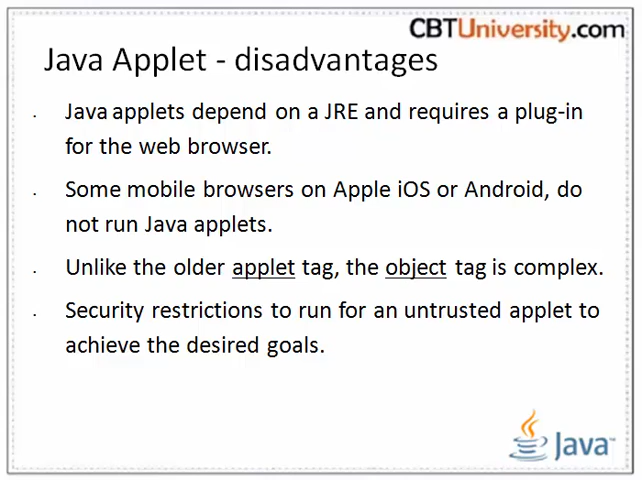 CBTUniversity.com
Java Applet - disadvantages
. Java applets depend on a JRE and requires a plug-in
for the web browser.
. Some mobile browsers on Apple iOS or Android, do
not run Java applets.
. Unlike the older applet tag, the object tag is complex.
. Security restrictions to run for an untrusted applet to
achieve the desired goals.
Java™